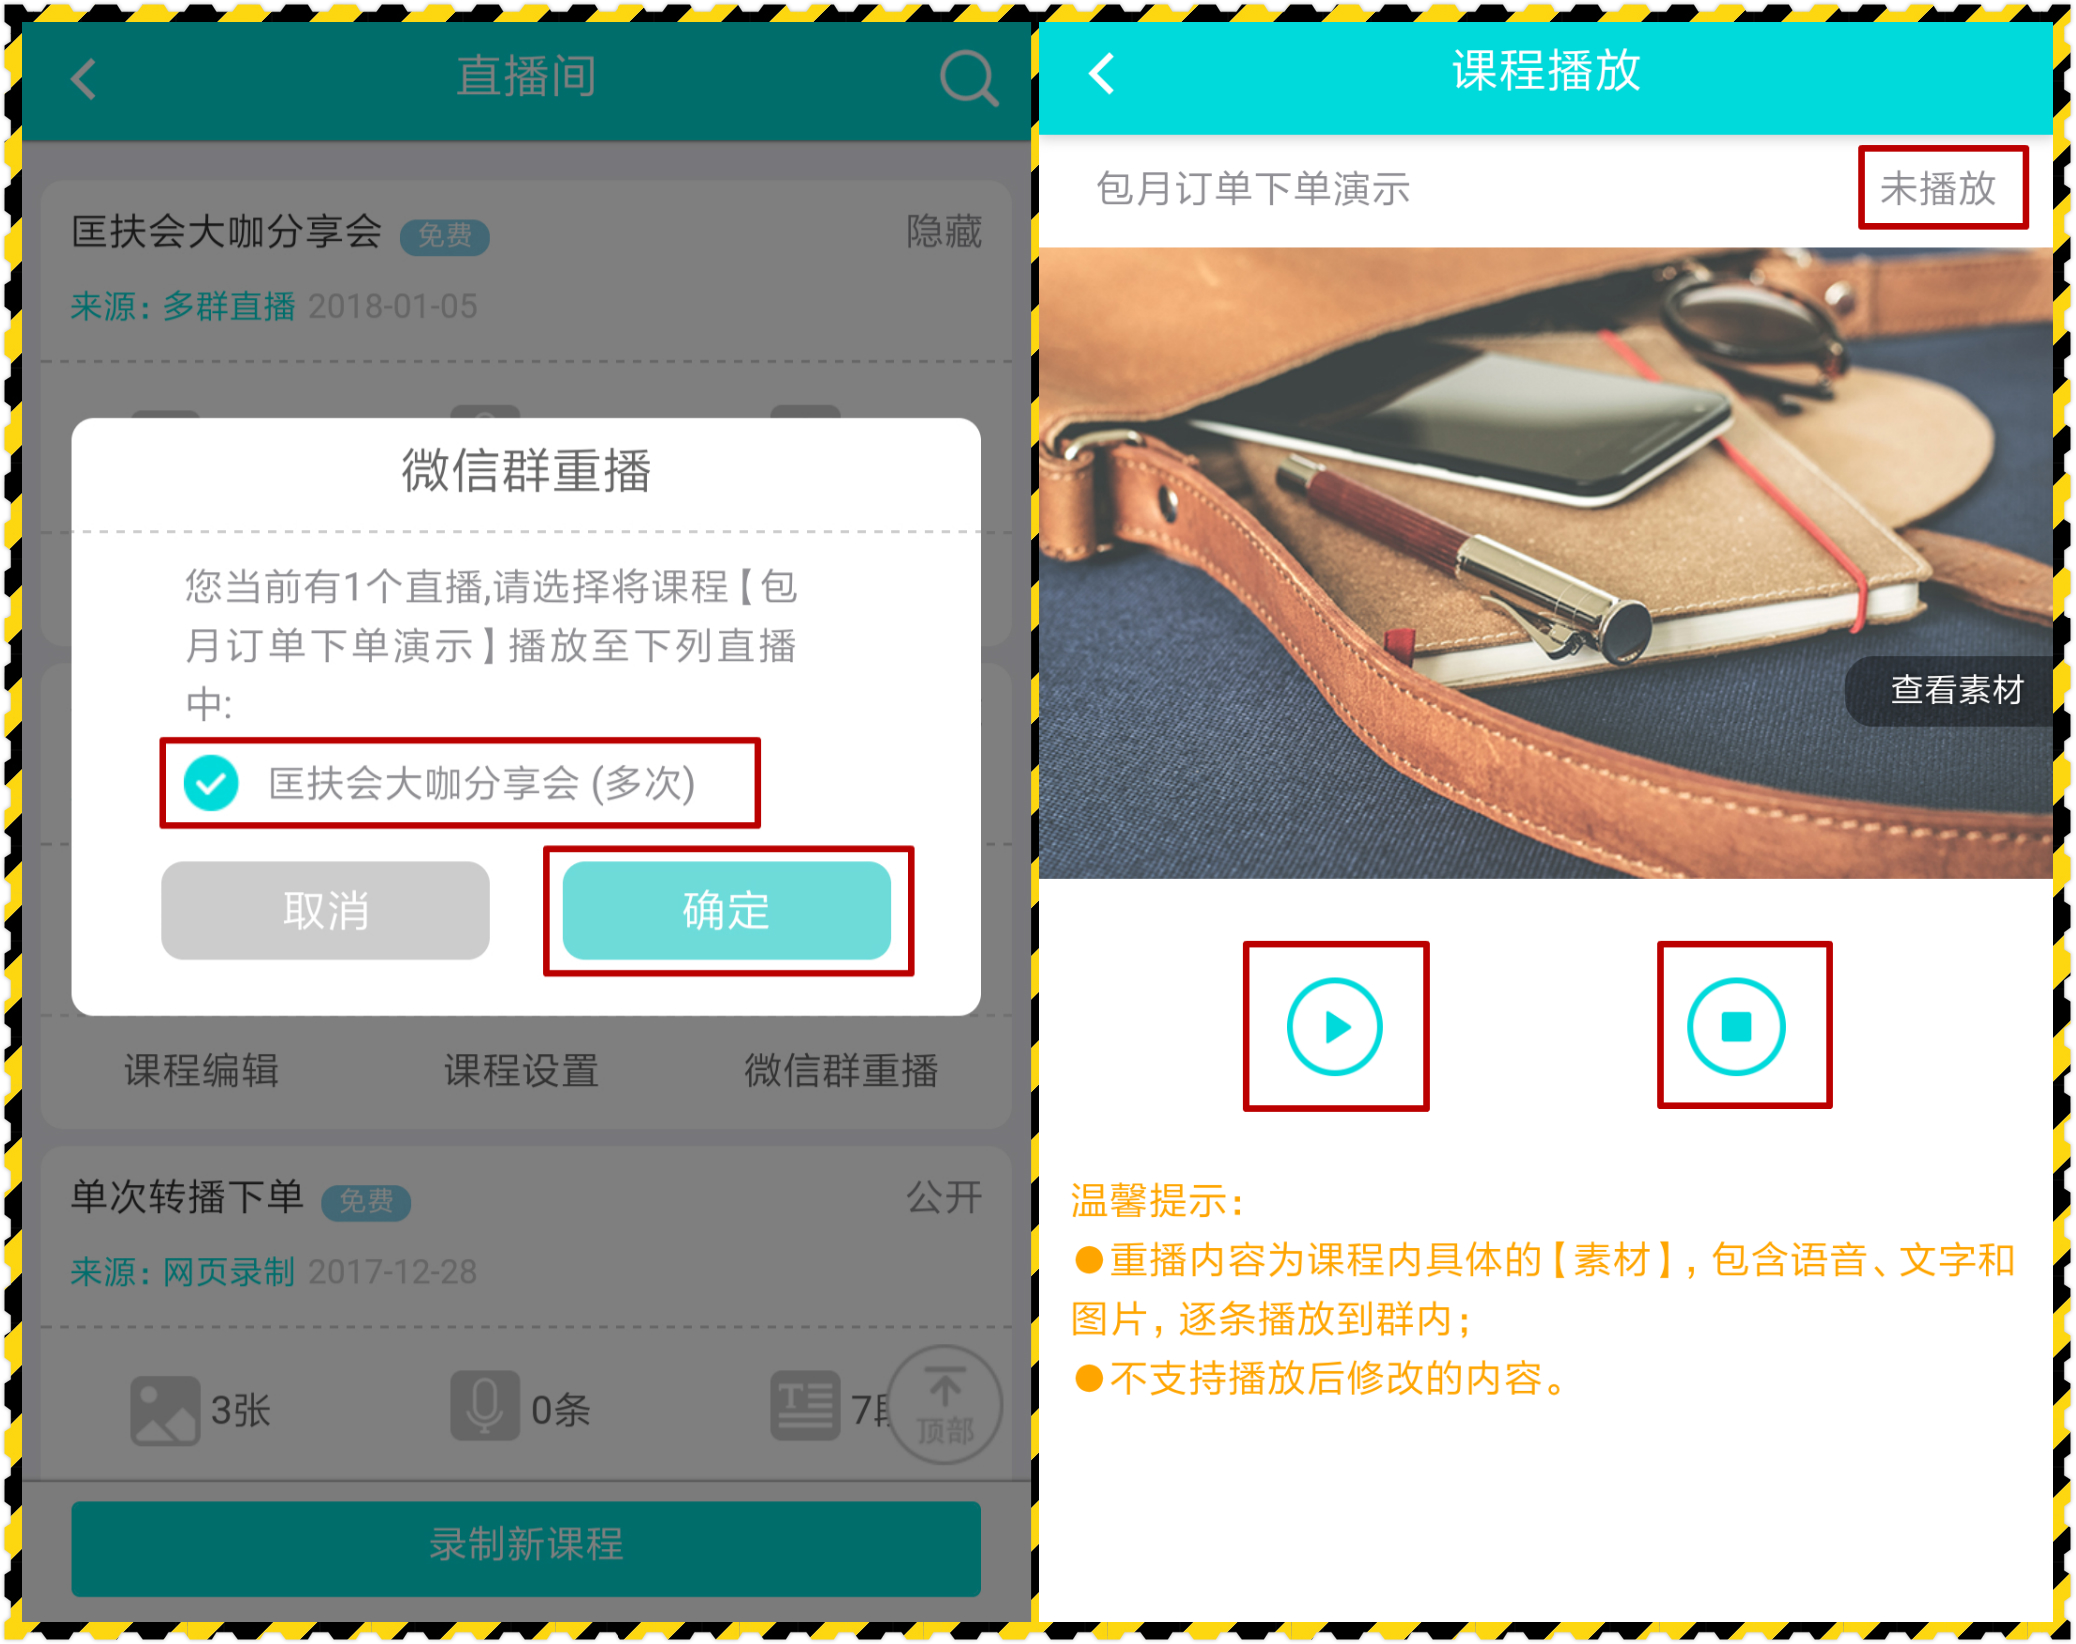 直播间
匡扶会大咖分享会 免费 隐藏
来源：多群直播 2018-01-05
微信群重播
您当前有1个直播,请选择将课程【包
月订单下单演示】播放至下列直播
中:
匡扶会大咖分享会 (多次)
取消 确定
课程编辑 课程设置 微信群重播
单次转播下单 免费 公开
来源：网页录制 2017-12-28
3张 0条 7段
顶部
录制新课程
课程播放
包月订单下单演示 未播放
查看素材
温馨提示：
●重播内容为课程内具体的【素材】，包含语音、文字和
图片，逐条播放到群内；
●不支持播放后修改的内容。